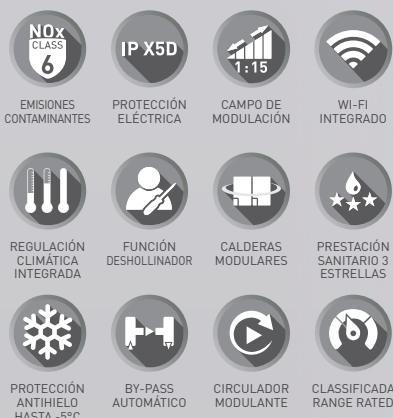 NOx
CLASS
6
IP X5D
1:15
EMISIONES
CONTAMINANTES
PROTECCIÓN
ELÉCTRICA
CAMPO DE
MODULACIÓN
WI-FI
INTEGRADO
REGULACIÓN
CLIMÁTICA
INTEGRADA
FUNCIÓN
DESHOLLINADOR
CALDERAS
MODULARES
PRESTACIÓN
SANITARIO 3
ESTRELLAS
PROTECCIÓN
ANTIHIELO
HASTA -5°C
BY-PASS
AUTOMÁTICO
CIRCULADOR
MODULANTE
CLASSIFICADA
RANGE RATED